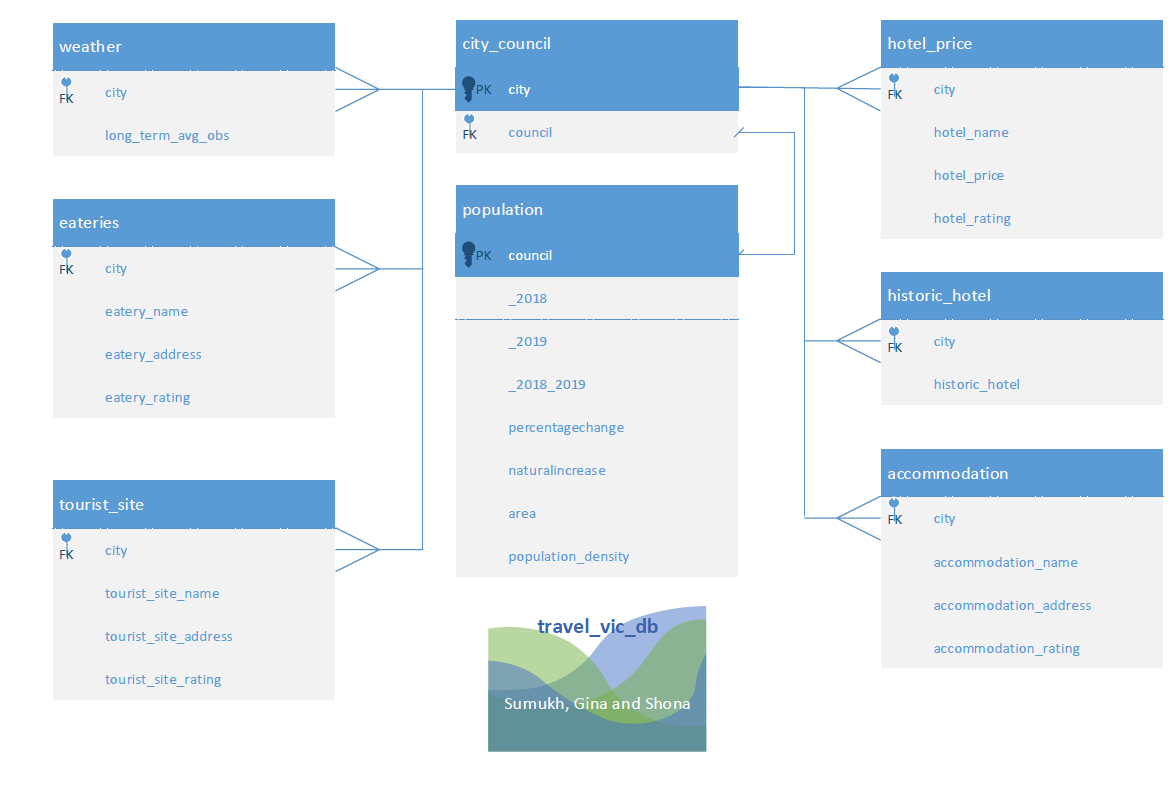 weather
FK city
long_term_avg_obs
eateries
FK city
eatery_name
eatery_address
eatery_rating
tourist_site
FK city
tourist_site_name
tourist_site_address
tourist_site_rating
city_council
PK city
FK council
population
PK council
_2018
_2019
_2018_2019
percentagechange
naturalincrease
area
population_density
travel_vic_db
Sumukh, Gina and Shona
hotel_price
FK city
hotel_name
hotel_price
hotel_rating
historic_hotel
FK city
historic_hotel
accommodation
FK city
accommodation_name
accommodation_address
accommodation_rating